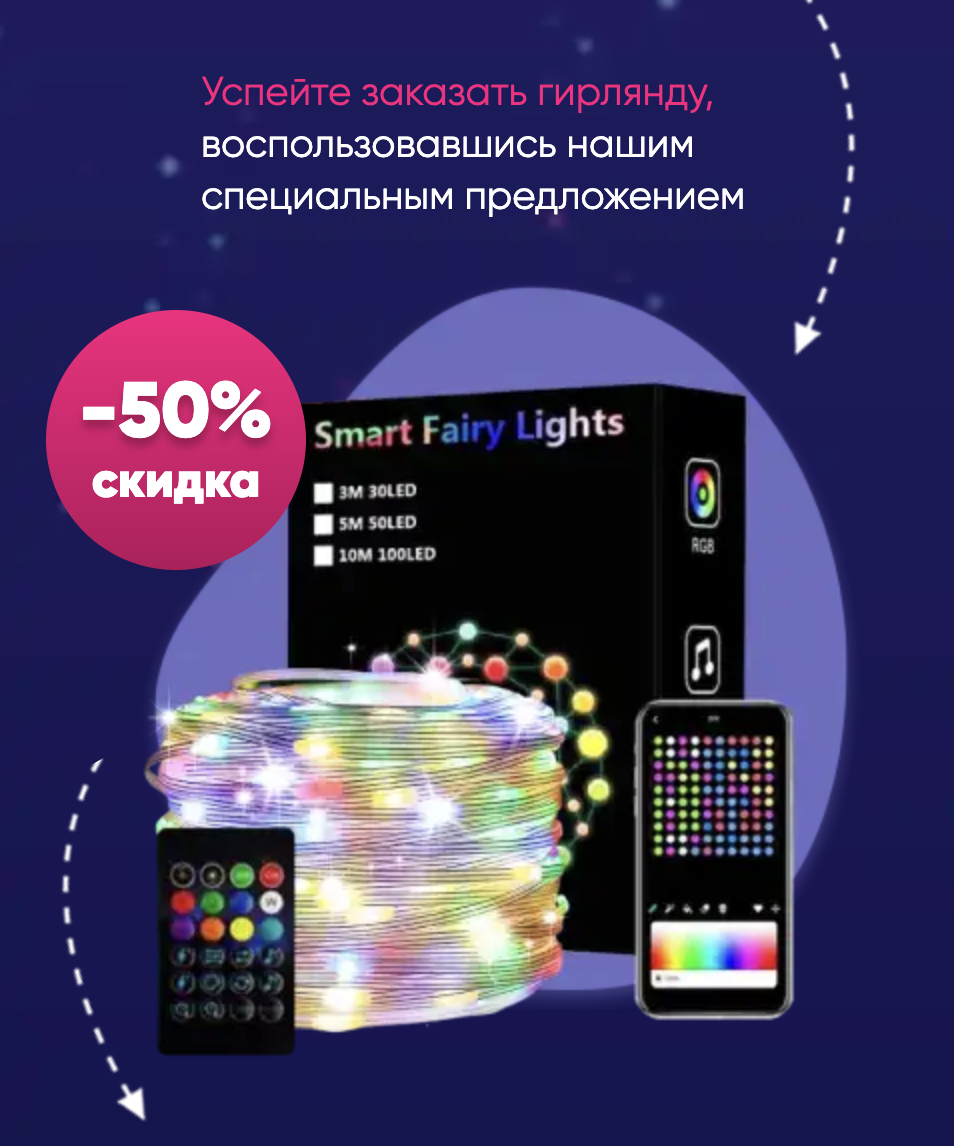 Успейте заказать гирлянду,
воспользовавшись нашим
специальным предложением
-50%
скидка
Smart Fairy Lights
3M 30LED
5M 50LED
10M 100LED
RGB
W